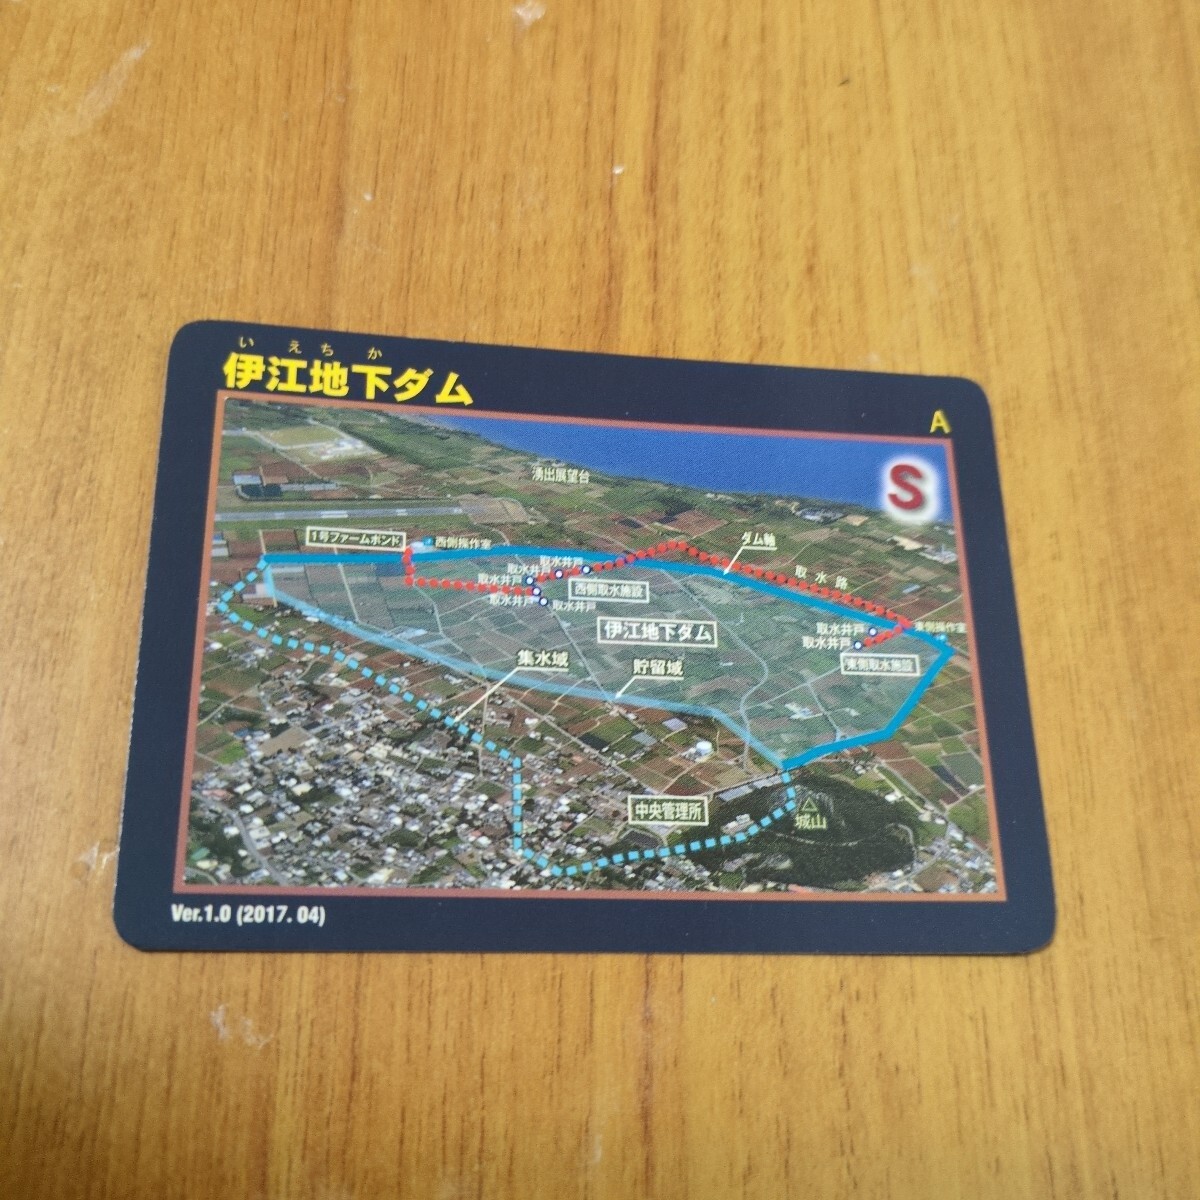 いえちか
伊江地下ダム
A
S
湧出展望台
1号ファームポンド
西側操作室
ダム軸
取水井戸
取水井戸
取水井戸
取水井戸
取水井戸
西側取水施設
取水路
伊江地下ダム
東側操作室
取水井戸
取水井戸
東側取水施設
集水域
貯留域
中央管理所
城山
Ver.1.0 (2017. 04)